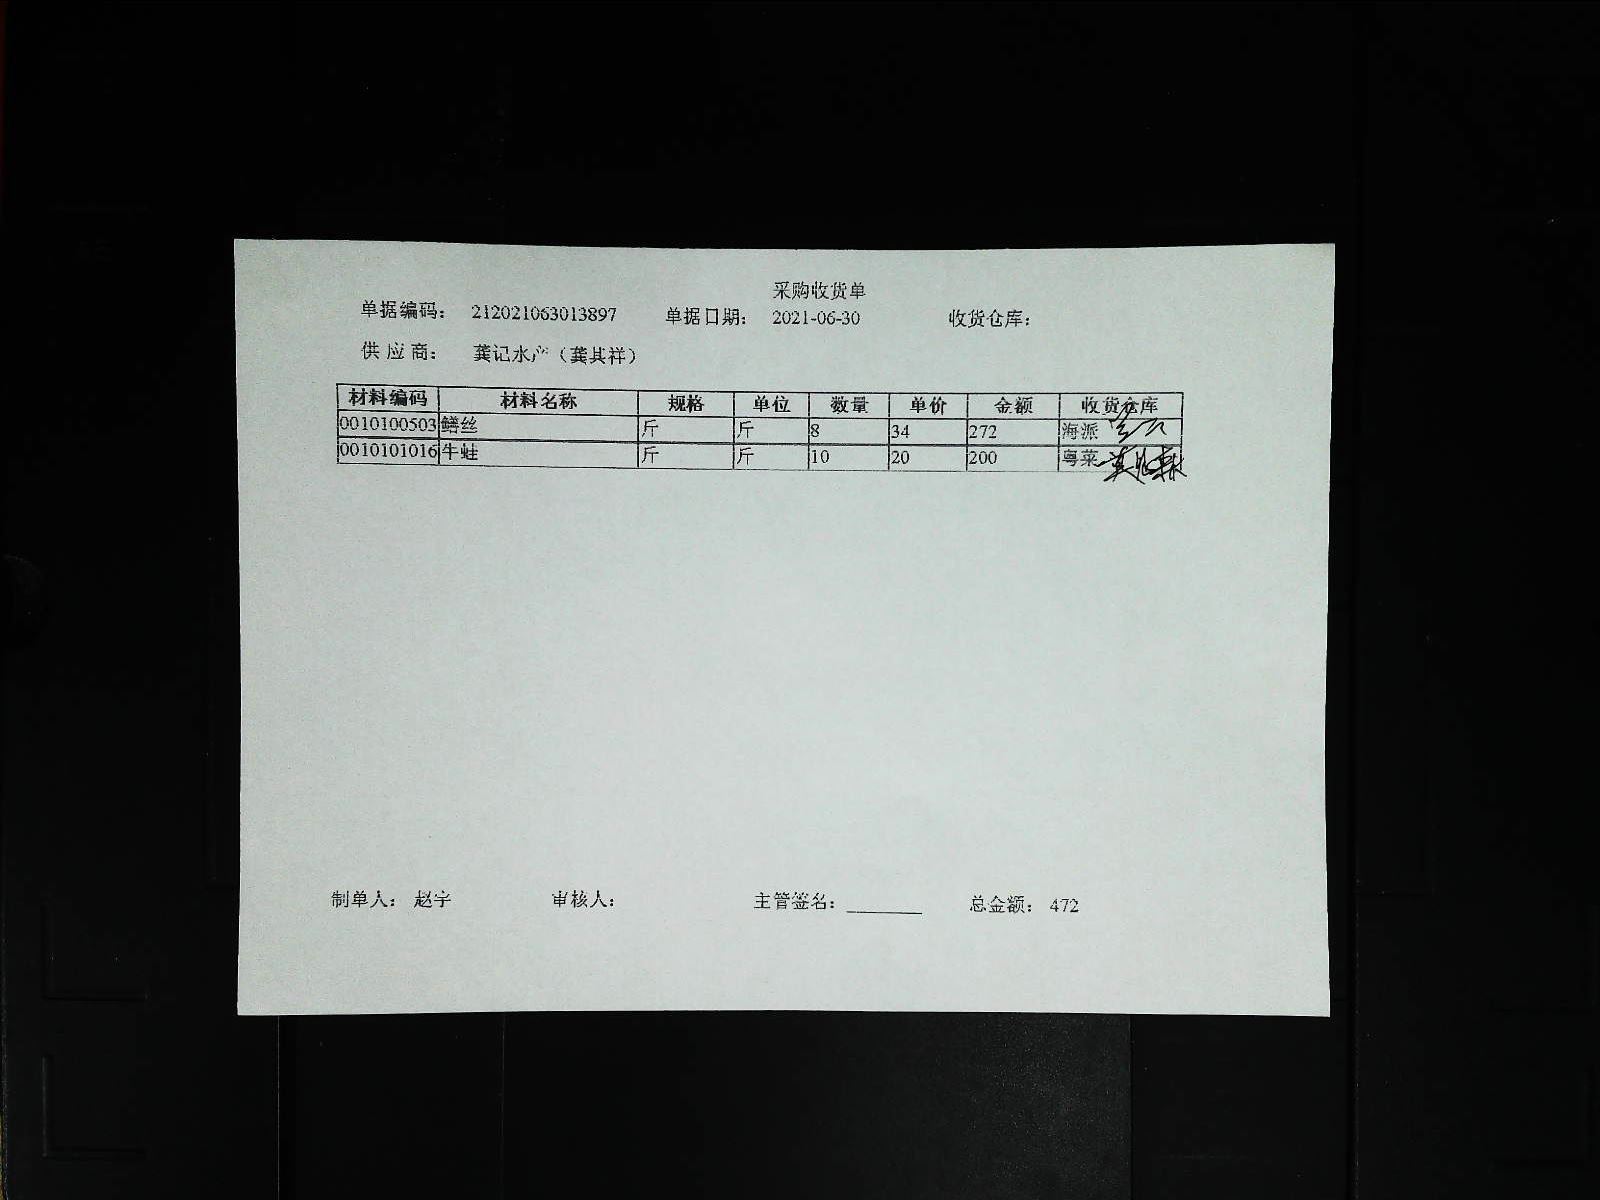 采购收货单
单据编码： 212021063013897 单据日期： 2021-06-30 收货仓库：
供 应 商： 龚记水产（龚其祥）
材料编码 材料名称 规格 单位 数量 单价 金额 收货仓库
0010100503 鳝丝 斤 斤 8 34 272 海派
0010101016 牛蛙 斤 斤 10 20 200 粤菜
制单人： 赵宇 审核人： 主管签名： ________ 总金额： 472